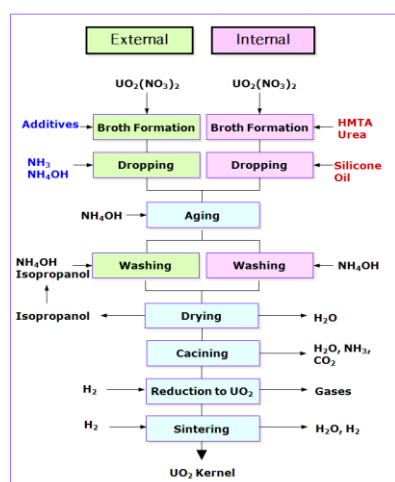 External Internal
UO₂(NO₃)₂ UO₂(NO₃)₂
Additives Broth Formation Broth Formation HMTA
Urea
NH₃
NH₄OH Dropping Dropping Silicone
Oil
NH₄OH Aging
NH₄OH
Isopropanol Washing Washing NH₄OH
Isopropanol Drying H₂O
Cacining H₂O, NH₃,
CO₂
H₂ Reduction to UO₂ Gases
H₂ Sintering H₂O, H₂
UO₂ Kernel